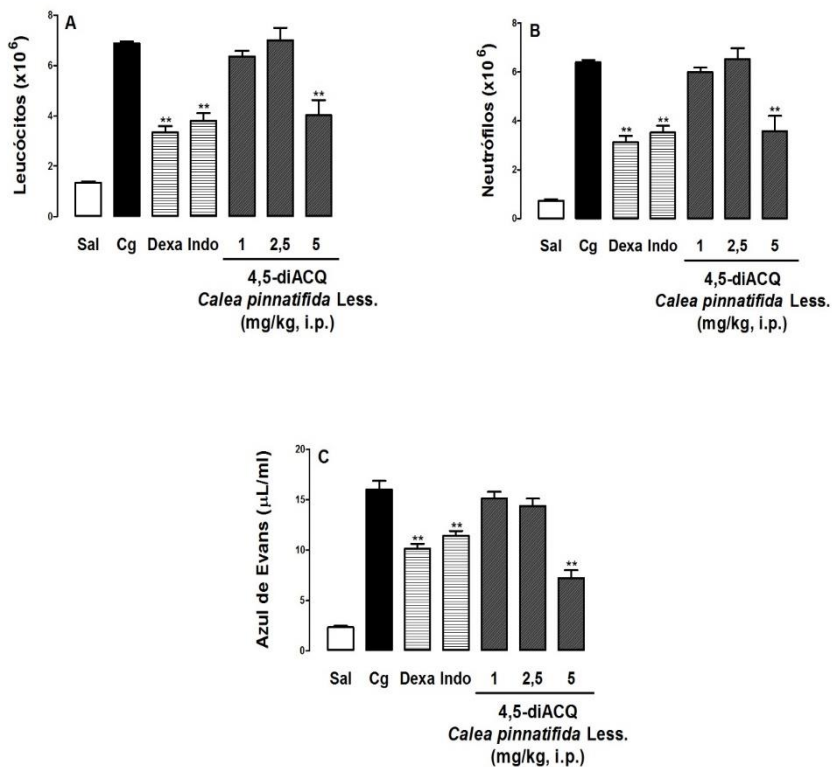 A
Leucócitos (x10⁶)
8
6
4
2
0
**
**
**
Sal Cg Dexa Indo 1 2,5 5
4,5-diACQ
Calea pinnatifida Less.
(mg/kg, i.p.)
B
Neutrófilos (x10⁶)
8
6
4
2
0
**
**
**
Sal Cg Dexa Indo 1 2,5 5
4,5-diACQ
Calea pinnatifida Less.
(mg/kg, i.p.)
C
Azul de Evans (µL/ml)
20
15
10
5
0
**
**
**
Sal Cg Dexa Indo 1 2,5 5
4,5-diACQ
Calea pinnatifida Less.
(mg/kg, i.p.)